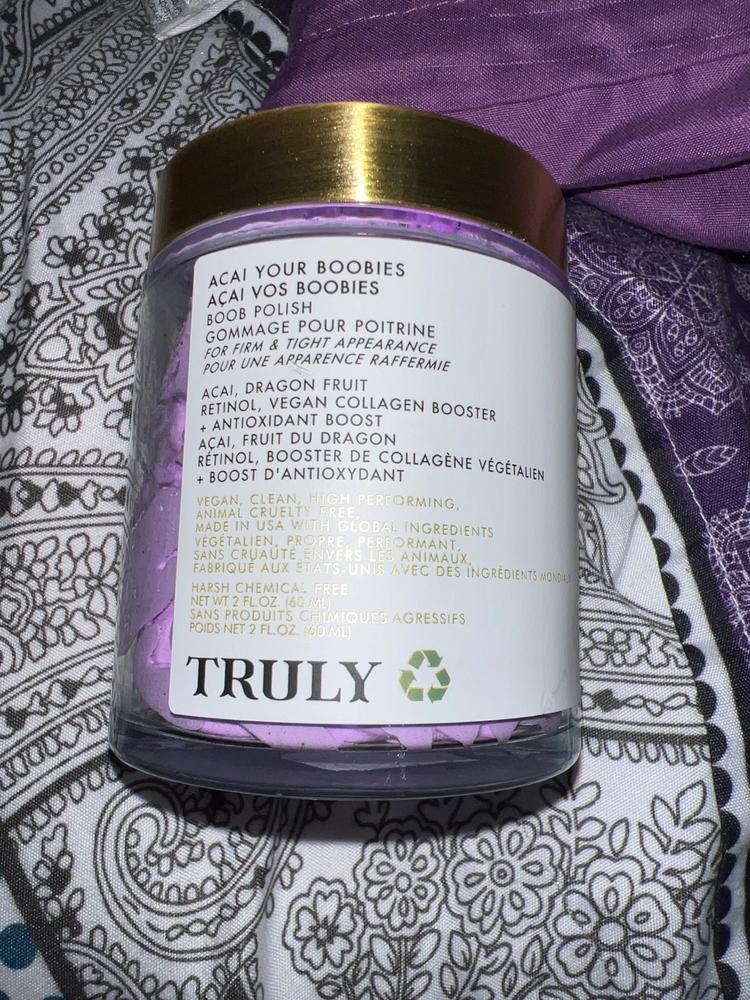 ACAI YOUR BOOBIES
AÇAI VOS BOOBIES
BOOB POLISH
GOMMAGE POUR POITRINE
FOR FIRM & TIGHT APPEARANCE
POUR UNE APPARENCE RAFFERMIE
ACAI, DRAGON FRUIT
RETINOL, VEGAN COLLAGEN BOOSTER
+ ANTIOXIDANT BOOST
AÇAI, FRUIT DU DRAGON
RÉTINOL, BOOSTER DE COLLAGÈNE VÉGÉTALIEN
+ BOOST D'ANTIOXYDANT
VEGAN, CLEAN, HIGH PERFORMING,
ANIMAL CRUELTY FREE,
MADE IN USA WITH GLOBAL INGREDIENTS
VÉGÉTALIEN, PROPRE, PERFORMANT,
SANS CRUAUTÉ ENVERS LES ANIMAUX,
FABRIQUÉ AUX ÉTATS-UNIS AVEC DES INGRÉDIENTS
HARSH CHEMICAL FREE
NET WT 2 FL.OZ. (60 ML)
SANS PRODUITS CHIMIQUES AGRESSIFS
POIDS NET 2 FL.OZ. (60 ML)
TRULY